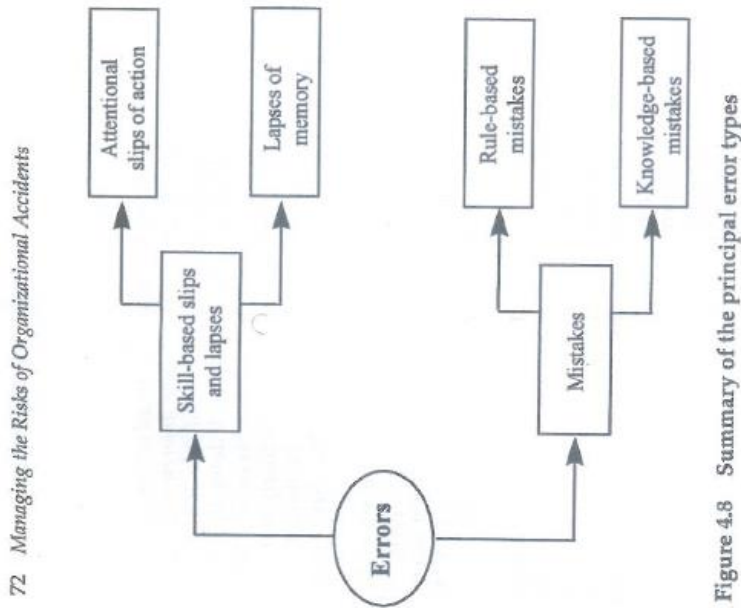 72 Managing the Risks of Organizational Accidents
Errors
Skill-based slips
and lapses
Attentional
slips of action
Lapses of
memory
Mistakes
Rule-based
mistakes
Knowledge-based
mistakes
Figure 4.8 Summary of the principal error types